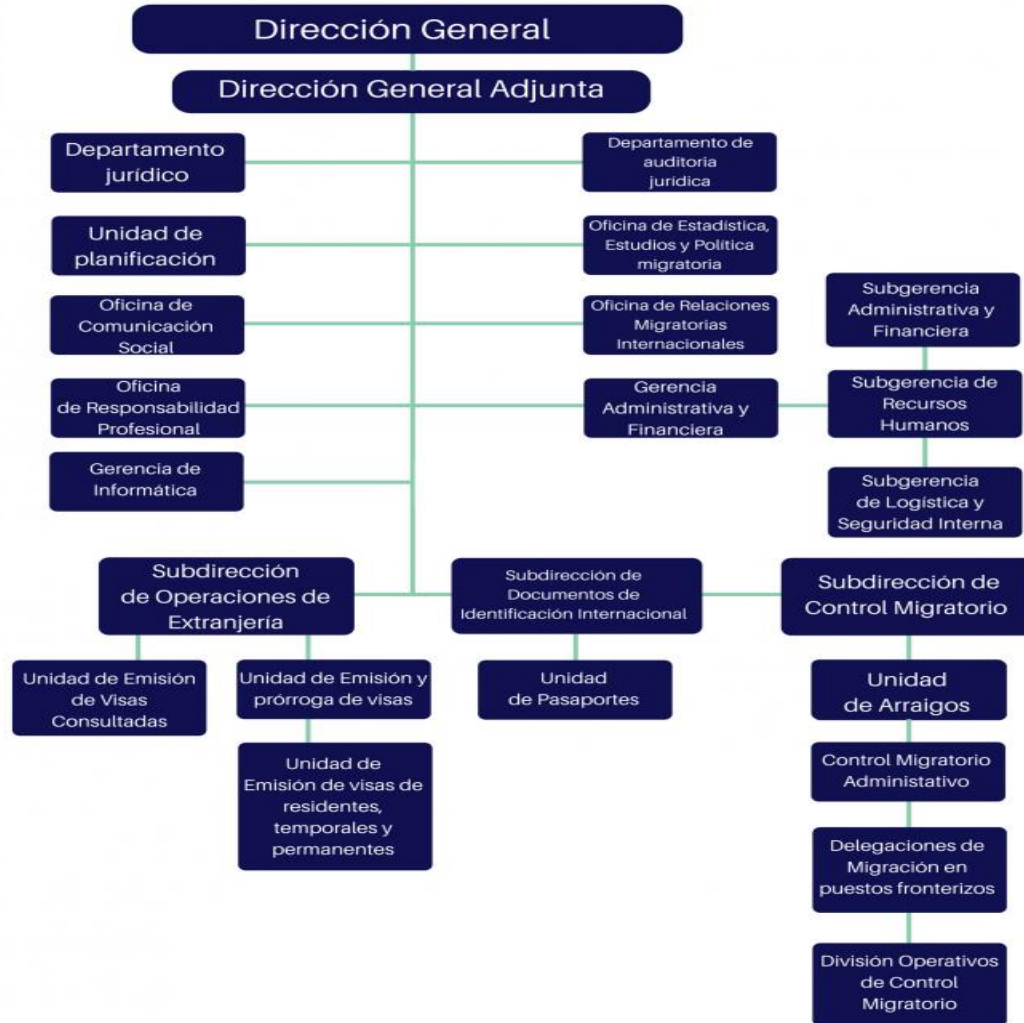 Dirección General
Dirección General Adjunta
Departamento
jurídico
Departamento de
auditoria
jurídica
Unidad de
planificación
Oficina de Estadística,
Estudios y Política
migratoria
Oficina de
Comunicación
Social
Oficina de Relaciones
Migratorias
Internacionales
Subgerencia
Administrativa y
Financiera
Oficina
de Responsabilidad
Profesional
Gerencia
Administrativa y
Financiera
Subgerencia de
Recursos
Humanos
Gerencia de
Informática
Subgerencia
de Logística y
Seguridad Interna
Subdirección
de Operaciones de
Extranjería
Subdirección de
Documentos de
Identificación Internacional
Subdirección de
Control Migratorio
Unidad de Emisión
de Visas
Consultadas
Unidad de Emisión y
prórroga de visas
Unidad
de Pasaportes
Unidad
de Arraigos
Unidad de
Emisión de visas de
residentes,
temporales y
permanentes
Control Migratorio
Administativo
Delegaciones de
Migración en
puestos fronterizos
División Operativos
de Control
Migratorio